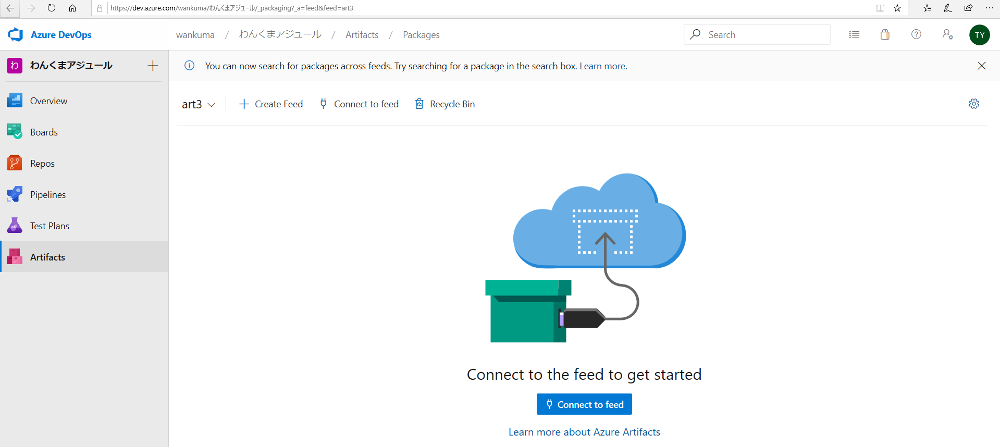 https://dev.azure.com/wankuma/わんくまアジュール/_packaging?_a=feed&feed=art3
Azure DevOps
wankuma / わんくまアジュール / Artifacts / Packages
Search
TY
わ わんくまアジュール
You can now search for packages across feeds. Try searching for a package in the search box. Learn more.
Overview
Boards
Repos
Pipelines
Test Plans
Artifacts
art3
Create Feed
Connect to feed
Recycle Bin
Connect to the feed to get started
Connect to feed
Learn more about Azure Artifacts